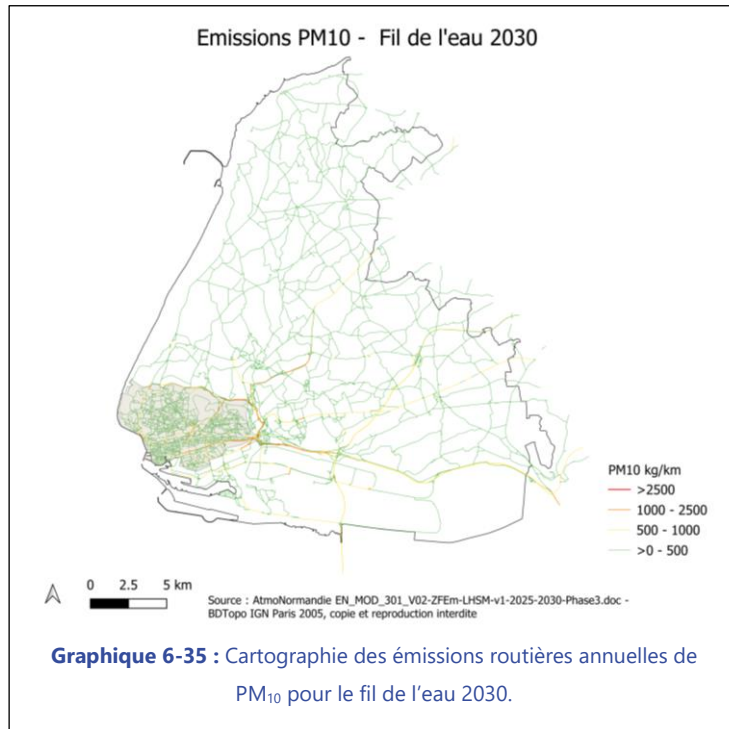 Emissions PM10 - Fil de l'eau 2030
PM10 kg/km
>2500
1000 - 2500
500 - 1000
>0 - 500
0 2.5 5 km
Source : AtmoNormandie EN_MOD_301_V02-ZFEm-LHSM-v1-2025-2030-Phase3.doc -
BDTopo IGN Paris 2005, copie et reproduction interdite
Graphique 6-35 : Cartographie des émissions routières annuelles de
PM₁₀ pour le fil de l’eau 2030.